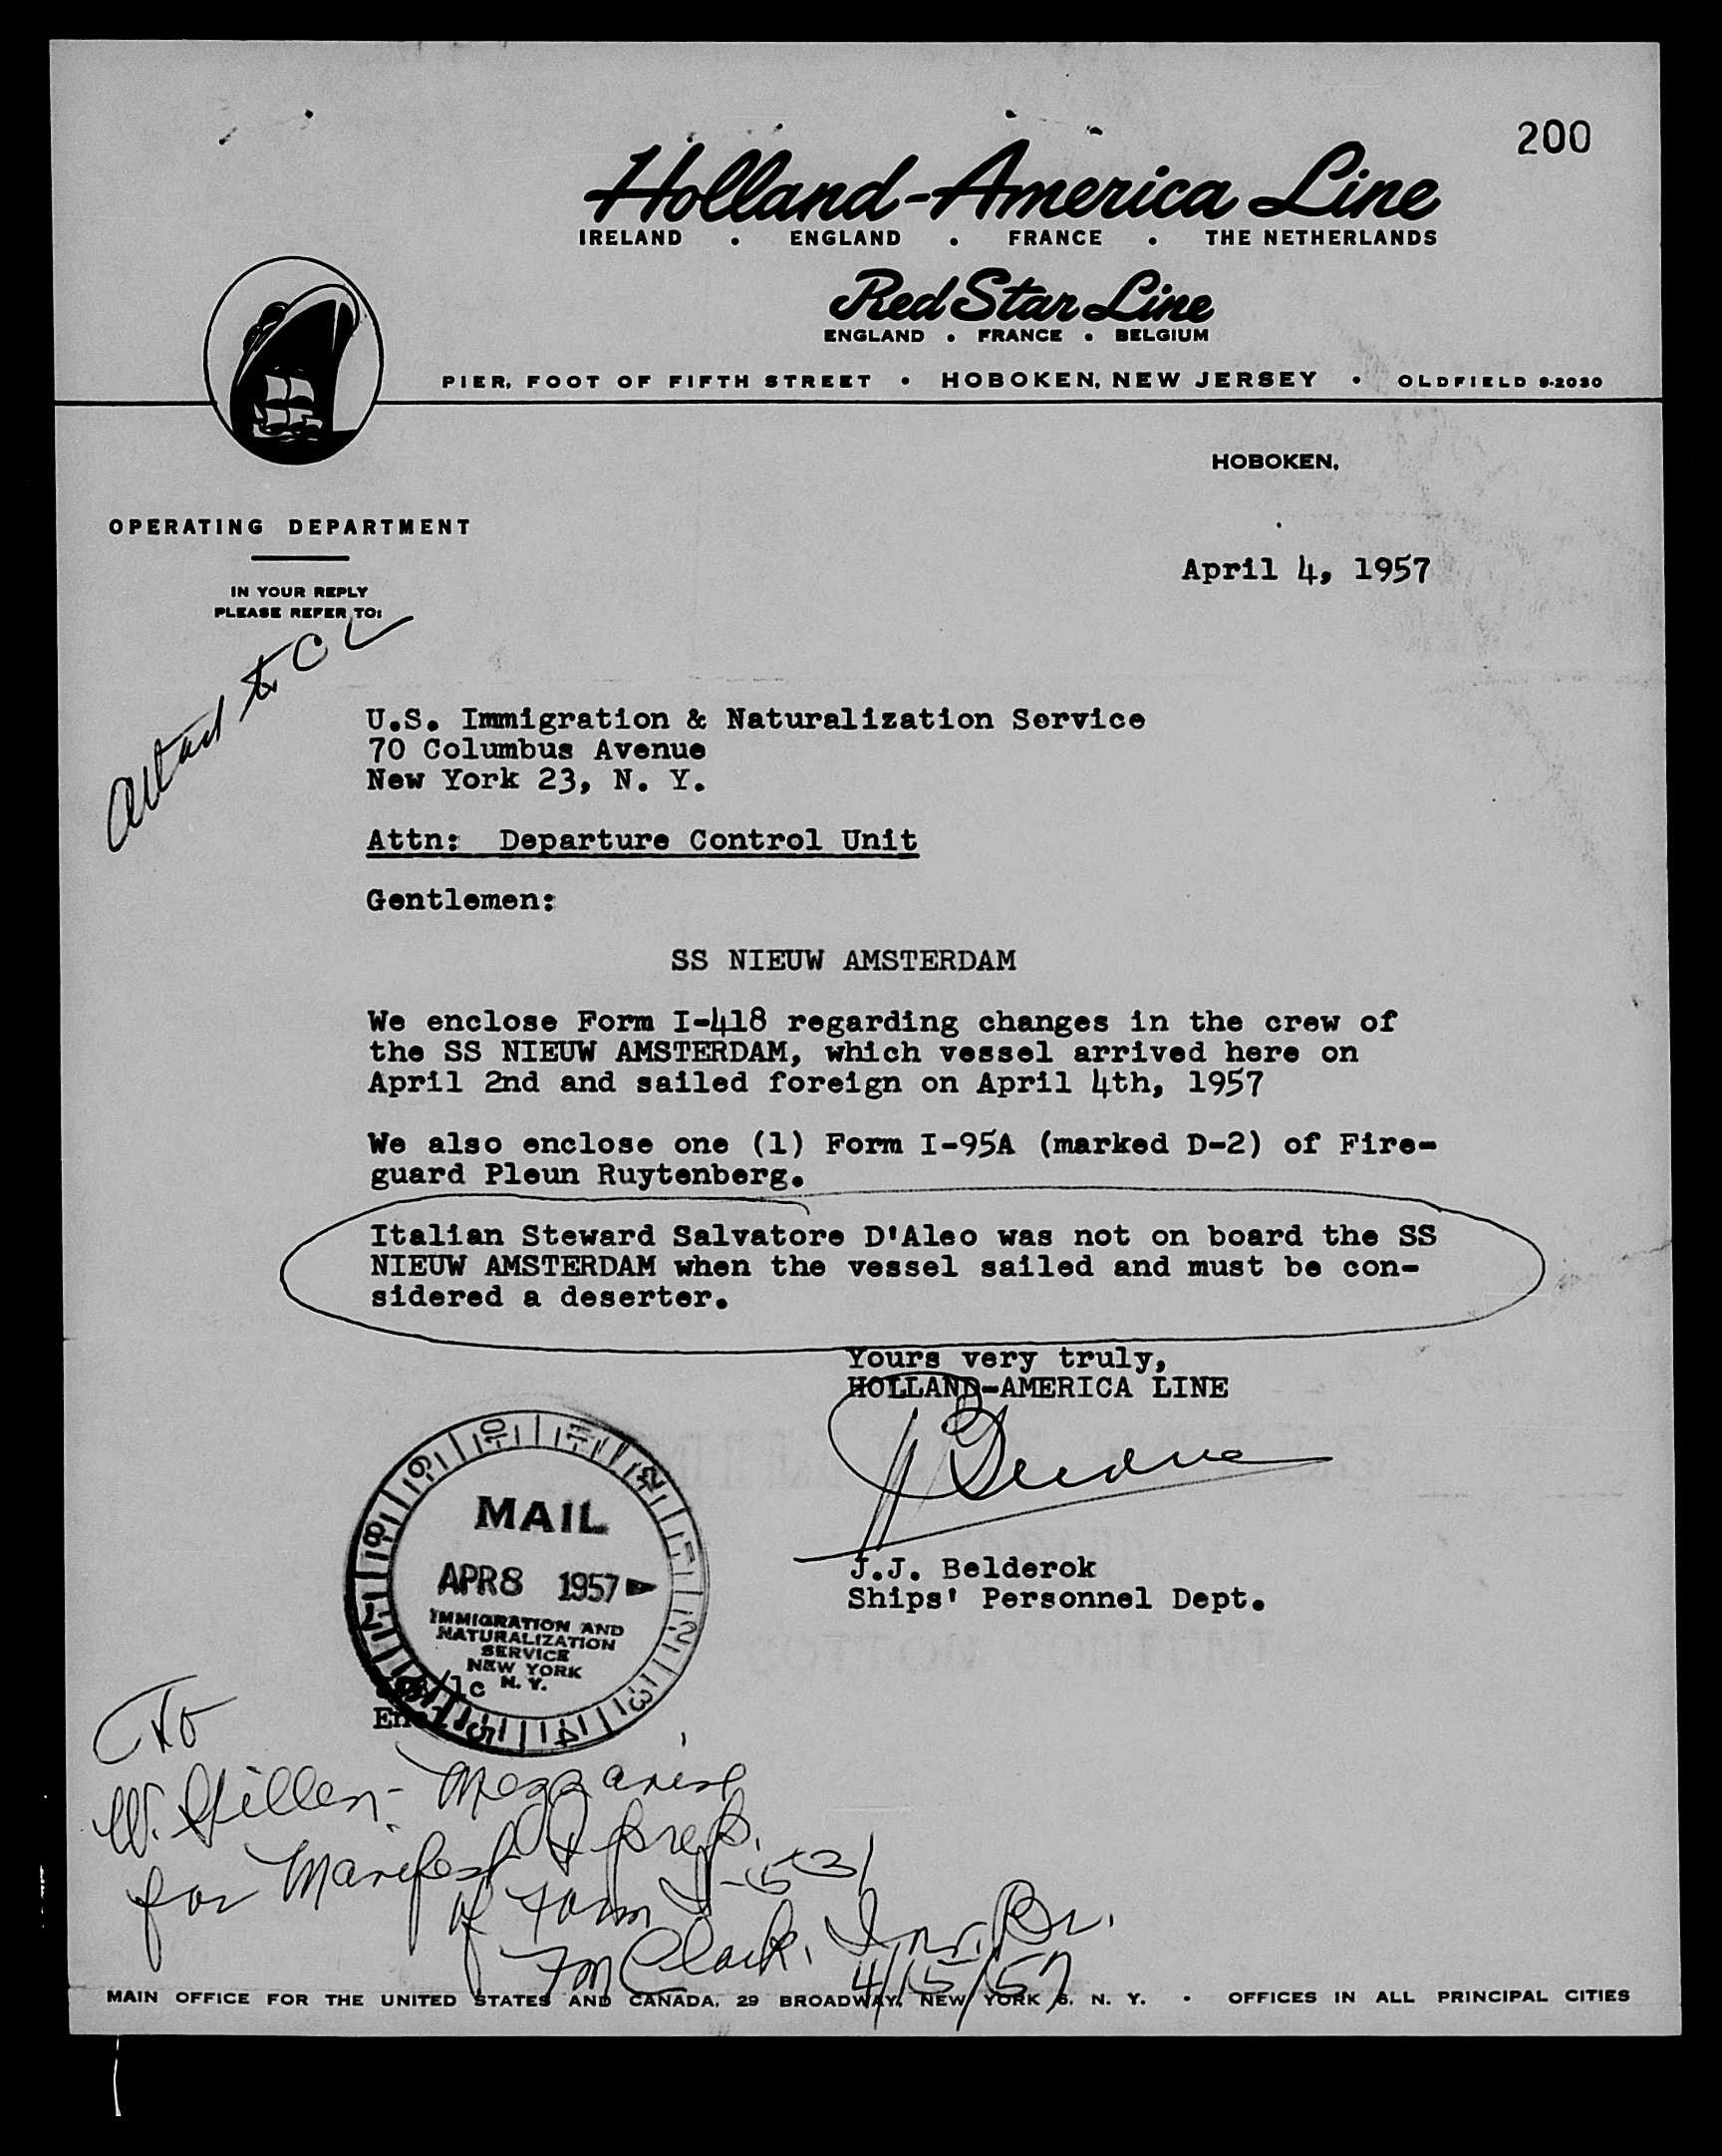 200
Holland-America Line
IRELAND • ENGLAND • FRANCE • THE NETHERLANDS
Red Star Line
ENGLAND • FRANCE • BELGIUM
PIER, FOOT OF FIFTH STREET • HOBOKEN, NEW JERSEY • OLDFIELD 9-2030
HOBOKEN,
OPERATING DEPARTMENT
April 4, 1957
IN YOUR REPLY
PLEASE REFER TO:
U.S. Immigration & Naturalization Service
70 Columbus Avenue
New York 23, N. Y.
Attn: Departure Control Unit
Gentlemen:
SS NIEUW AMSTERDAM
We enclose Form I-418 regarding changes in the crew of
the SS NIEUW AMSTERDAM, which vessel arrived here on
April 2nd and sailed foreign on April 4th, 1957
We also enclose one (1) Form I-95A (marked D-2) of Fire-
guard Pleun Ruytenberg.
Italian Steward Salvatore D'Aleo was not on board the SS
NIEUW AMSTERDAM when the vessel sailed and must be con-
sidered a deserter.
Yours very truly,
HOLLAND-AMERICA LINE
J.J. Belderok
Ships' Personnel Dept.
MAIL
APR 8 1957
IMMIGRATION AND
NATURALIZATION
SERVICE
NEW YORK
N. Y.
W. Gillen - Mezzanine
for Manifest & prep.
of Form I-531
Clark, Inv. Br.
4/15/57
MAIN OFFICE FOR THE UNITED STATES AND CANADA, 29 BROADWAY, NEW YORK 6, N. Y. • OFFICES IN ALL PRINCIPAL CITIES